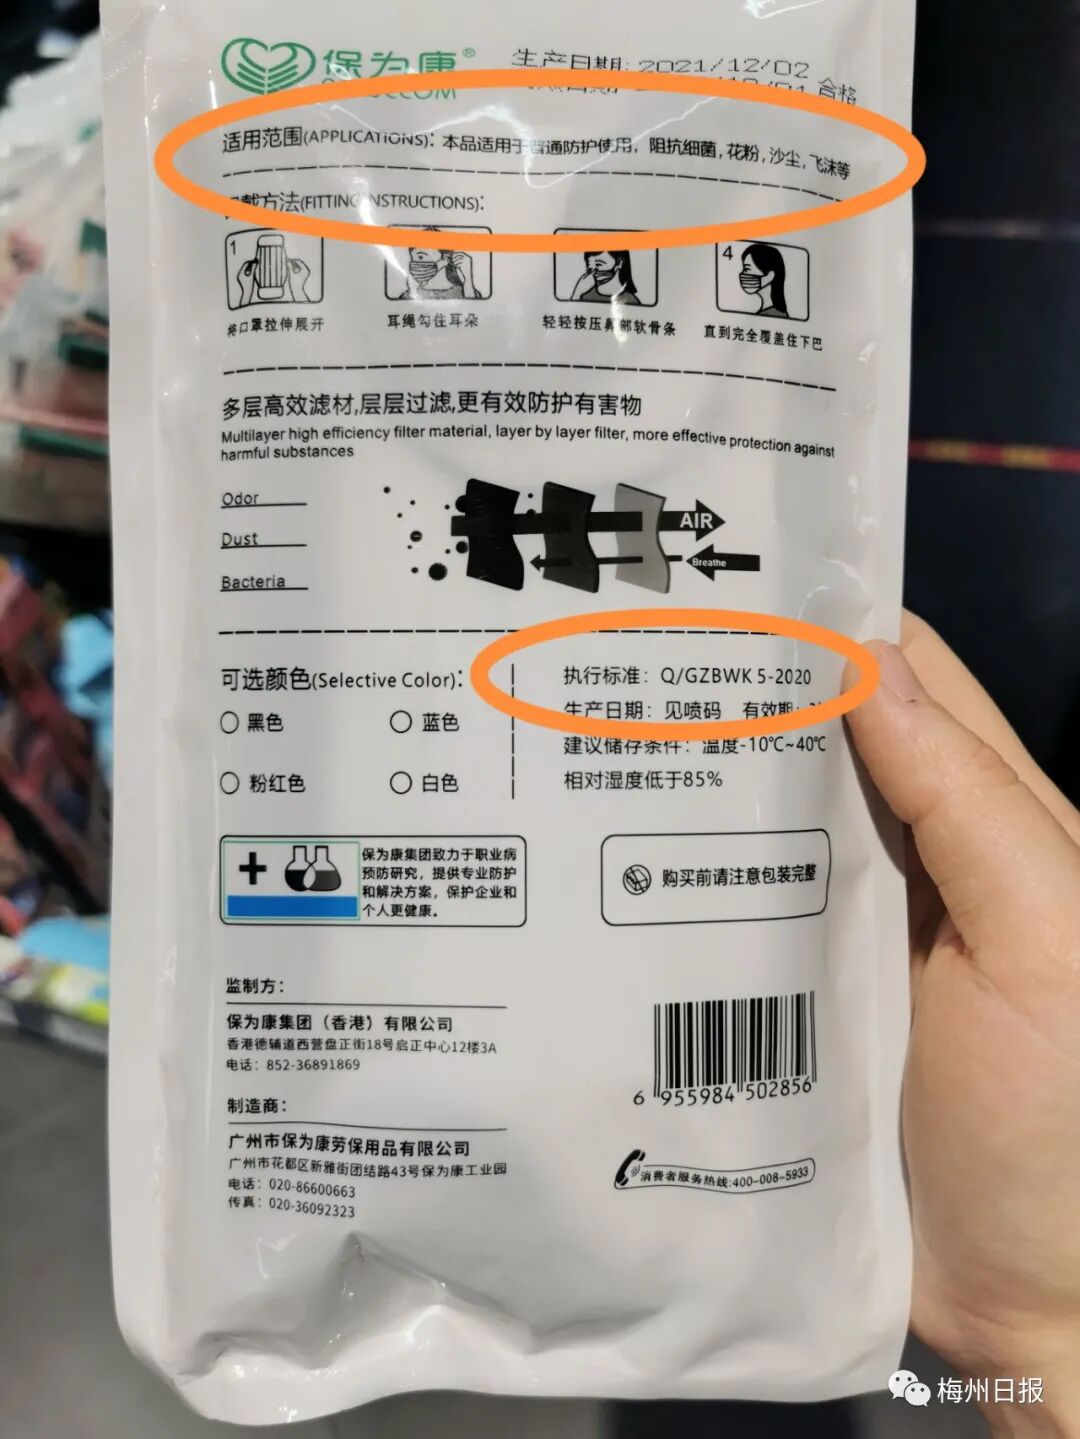 保为康®
生产日期: 2021/12/02
合格
适用范围(APPLICATIONS): 本品适用于普通防护使用, 阻抗细菌, 花粉, 沙尘, 飞沫等
戴方法(FITTING INSTRUCTIONS):
1
4
将口罩拉伸展开
耳绳勾住耳朵
轻轻按压鼻部软骨条
直到完全覆盖住下巴
多层高效滤材,层层过滤,更有效防护有害物
Multilayer high efficiency filter material, layer by layer filter, more effective protection against
harmful substances
Odor
Dust
Bacteria
AIR
Breathe
可选颜色(Selective Color):
黑色
蓝色
粉红色
白色
执行标准: Q/GZBWK 5-2020
生产日期: 见喷码 有效期:
建议储存条件: 温度-10℃~40℃
相对湿度低于85%
保为康集团致力于职业病
预防研究, 提供专业防护
和解决方案, 保护企业和
个人更健康。
购买前请注意包装完整
监制方:
保为康集团（香港）有限公司
香港德辅道西营盘正街18号启正中心12楼3A
电话: 852-36891869
制造商:
广州市保为康劳保用品有限公司
广州市花都区新雅街团结路43号保为康工业园
电话: 020-86600663
传真: 020-36092323
6 955984 502856
消费者服务热线:400-008-5933
梅州日报